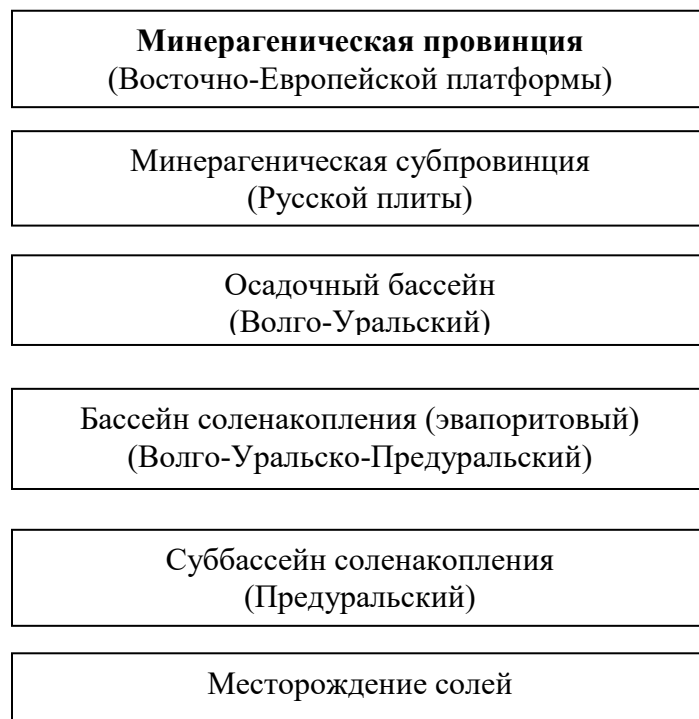 Минерагеническая провинция
(Восточно-Европейской платформы)
Минерагеническая субпровинция
(Русской плиты)
Осадочный бассейн
(Волго-Уральский)
Бассейн соленакопления (эвапоритовый)
(Волго-Уральско-Предуральский)
Суббассейн соленакопления
(Предуральский)
Месторождение солей